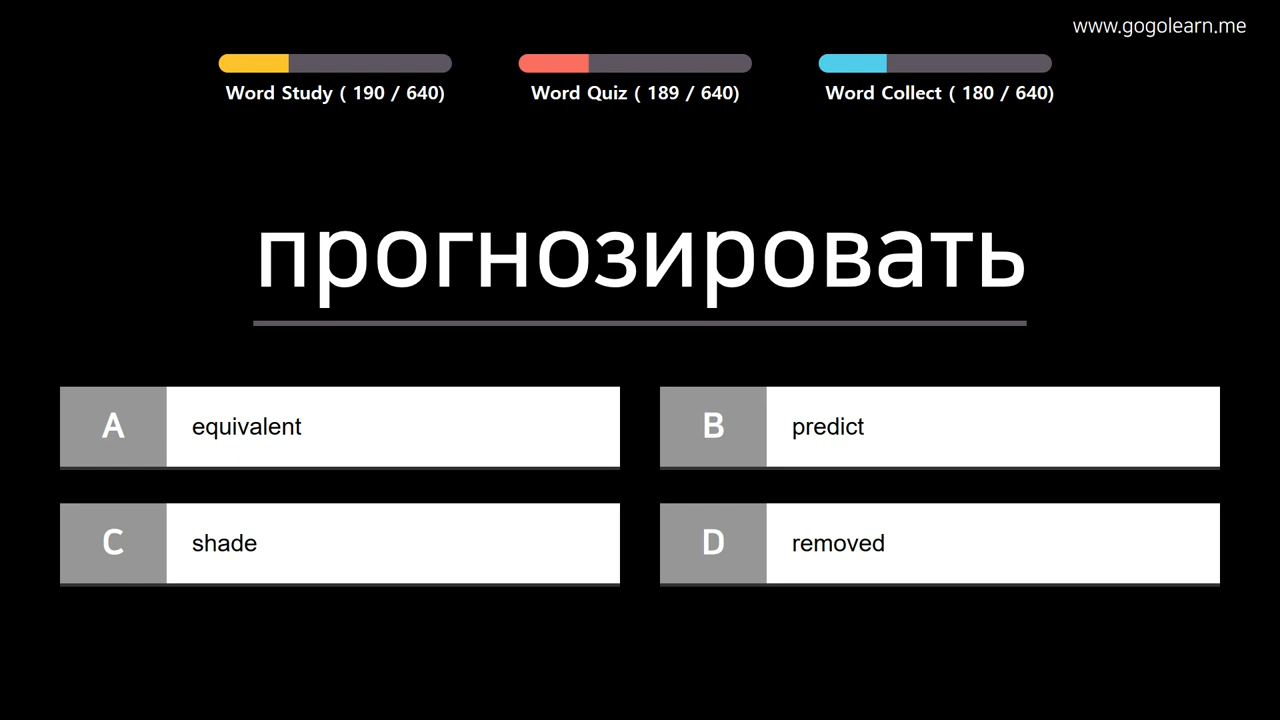 www.gogolearn.me
Word Study ( 190 / 640)
Word Quiz ( 189 / 640)
Word Collect ( 180 / 640)
прогнозировать
A equivalent
B predict
C shade
D removed